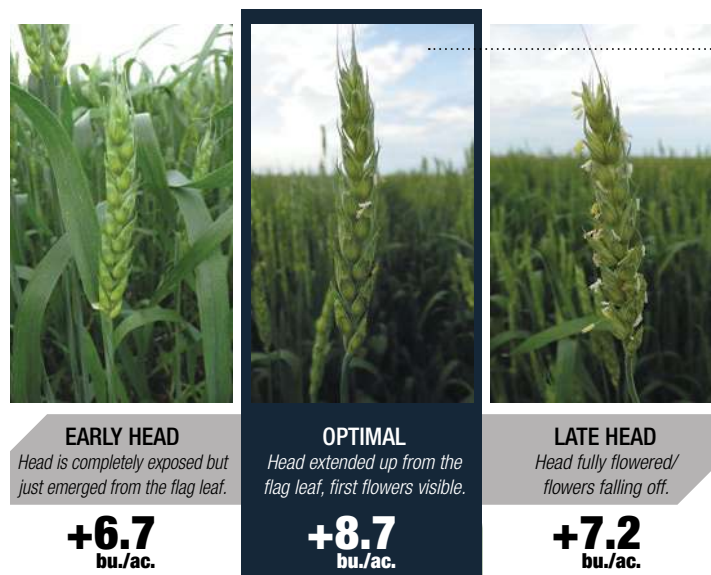 EARLY HEAD
Head is completely exposed but
just emerged from the flag leaf.
+6.7
bu./ac.
OPTIMAL
Head extended up from the
flag leaf, first flowers visible.
+8.7
bu./ac.
LATE HEAD
Head fully flowered/
flowers falling off.
+7.2
bu./ac.